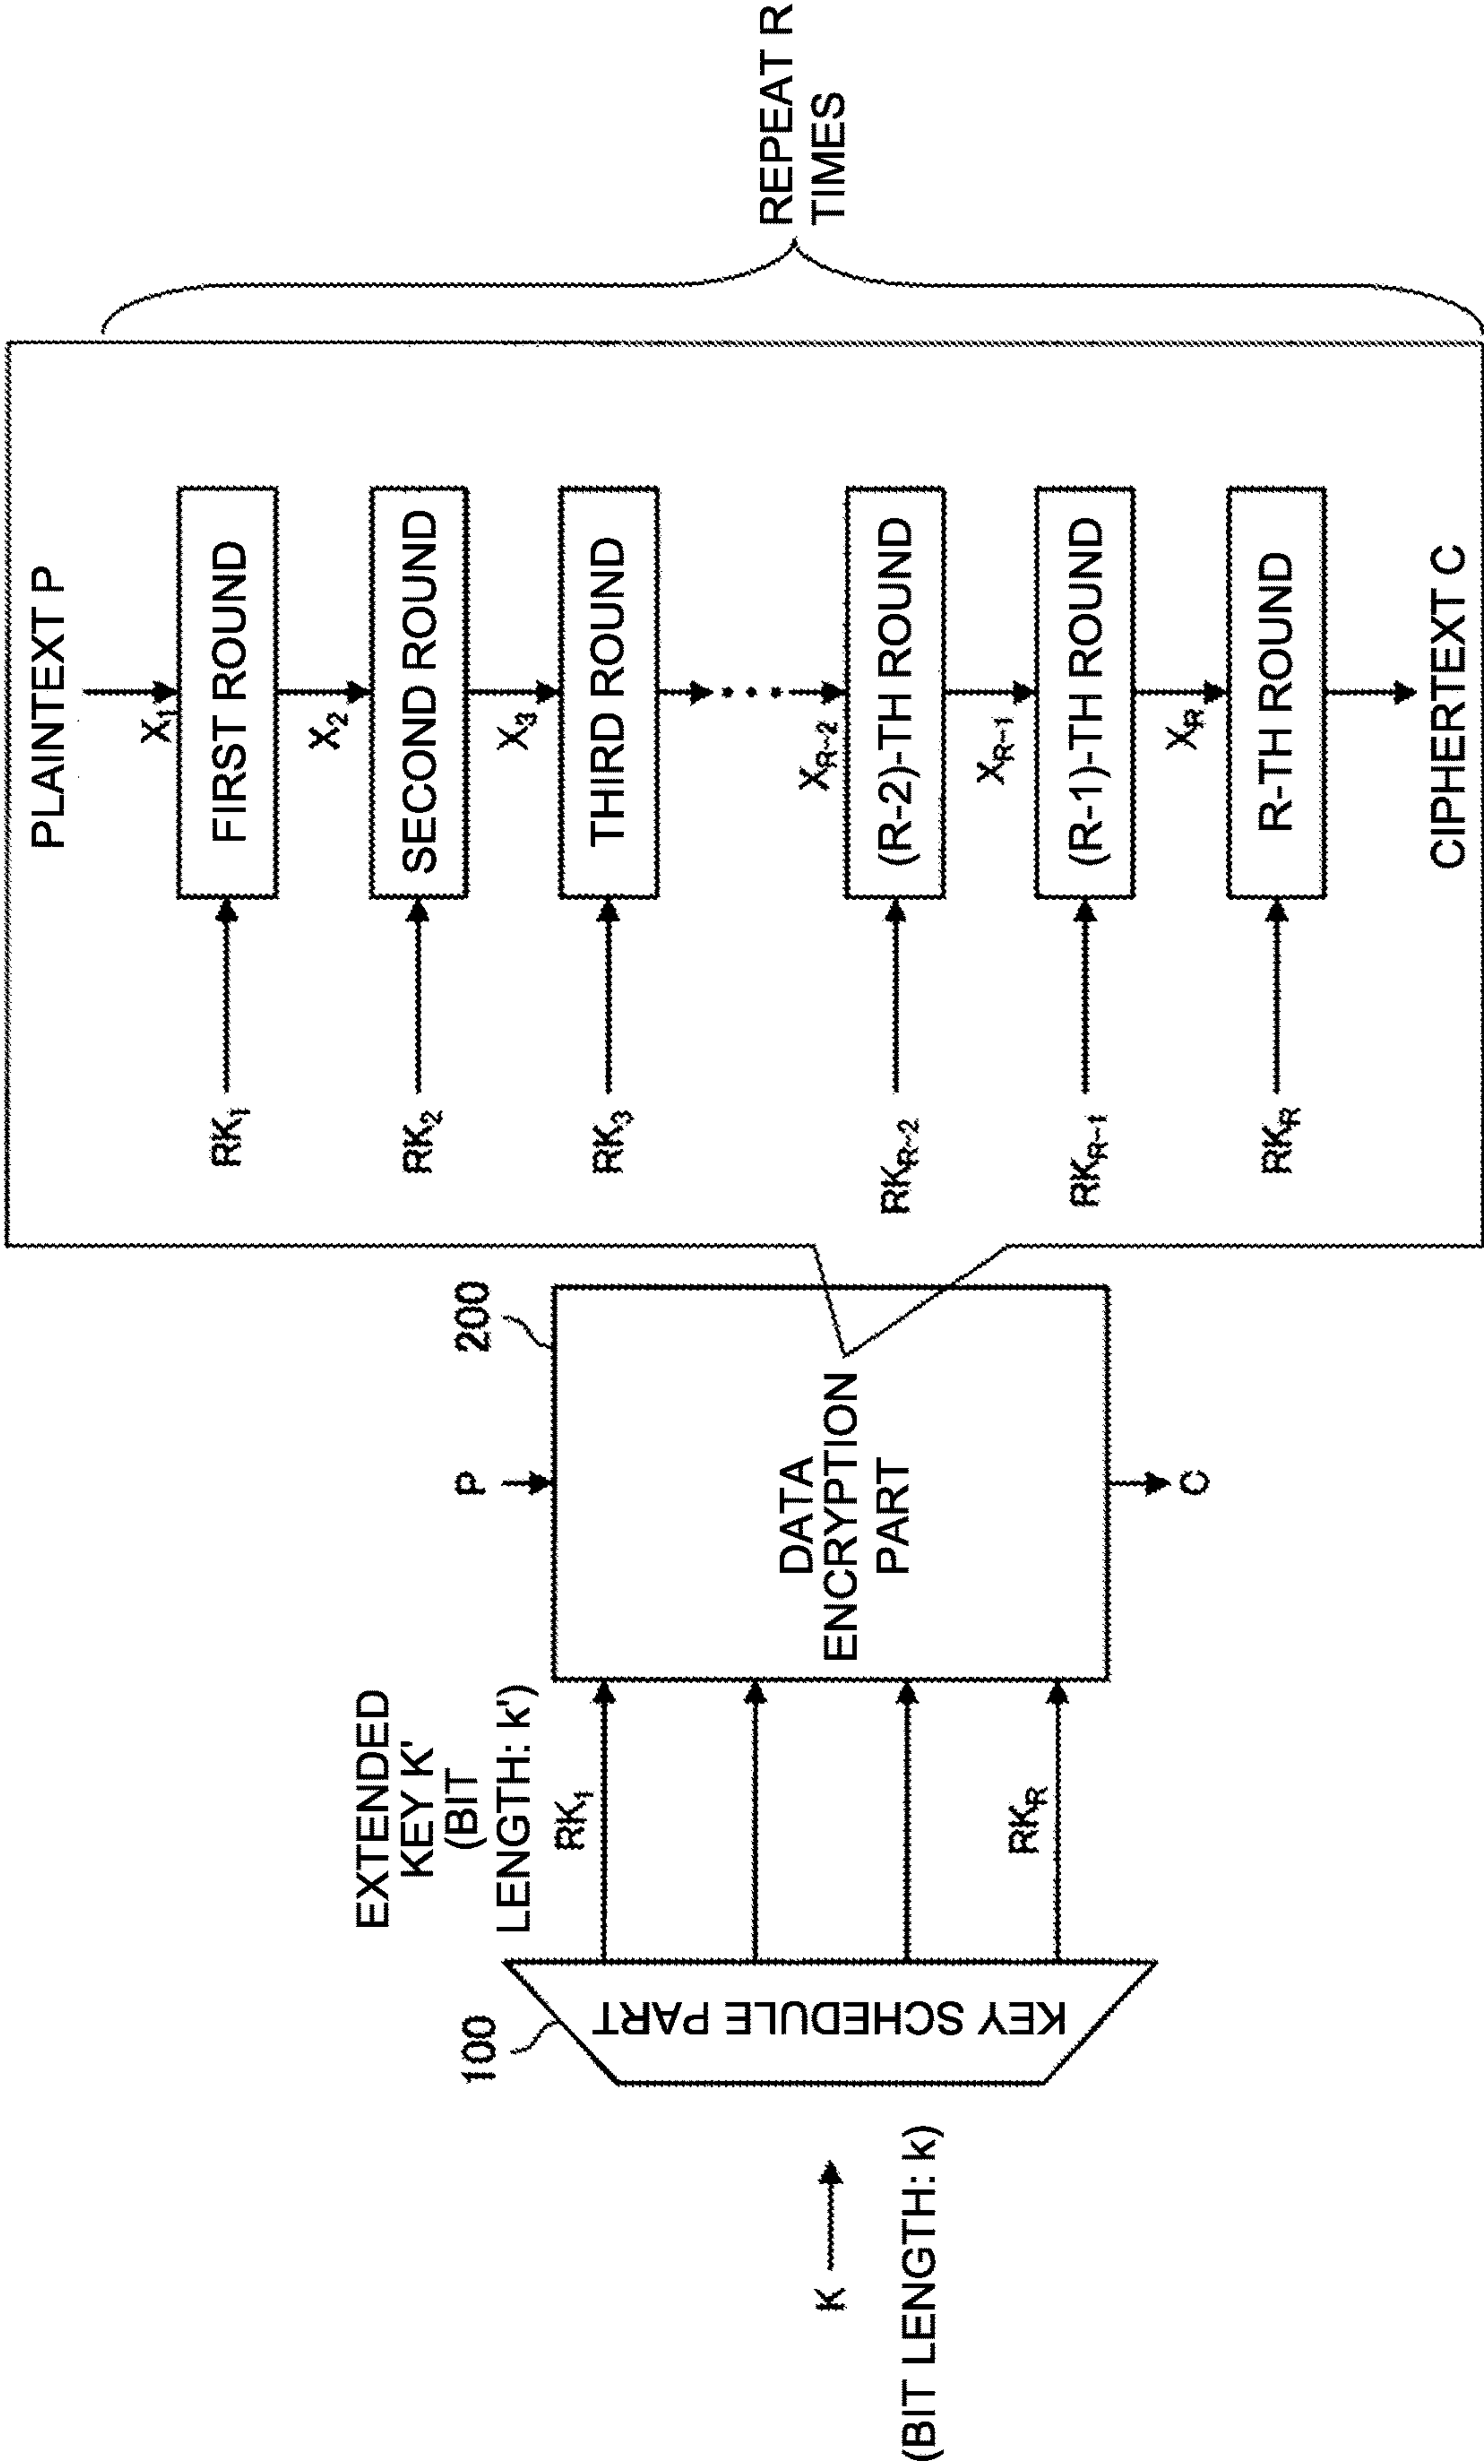 K
(BIT LENGTH: k)
100
KEY SCHEDULE PART
EXTENDED
KEY K'
(BIT
LENGTH: k')
RK1
RKR
P
200
DATA
ENCRYPTION
PART
C
PLAINTEXT P
RK1
X1
FIRST ROUND
RK2
X2
SECOND ROUND
RK3
X3
THIRD ROUND
RKR-2
XR-2
(R-2)-TH ROUND
RKR-1
XR-1
(R-1)-TH ROUND
RKR
XR
R-TH ROUND
CIPHERTEXT C
REPEAT R
TIMES